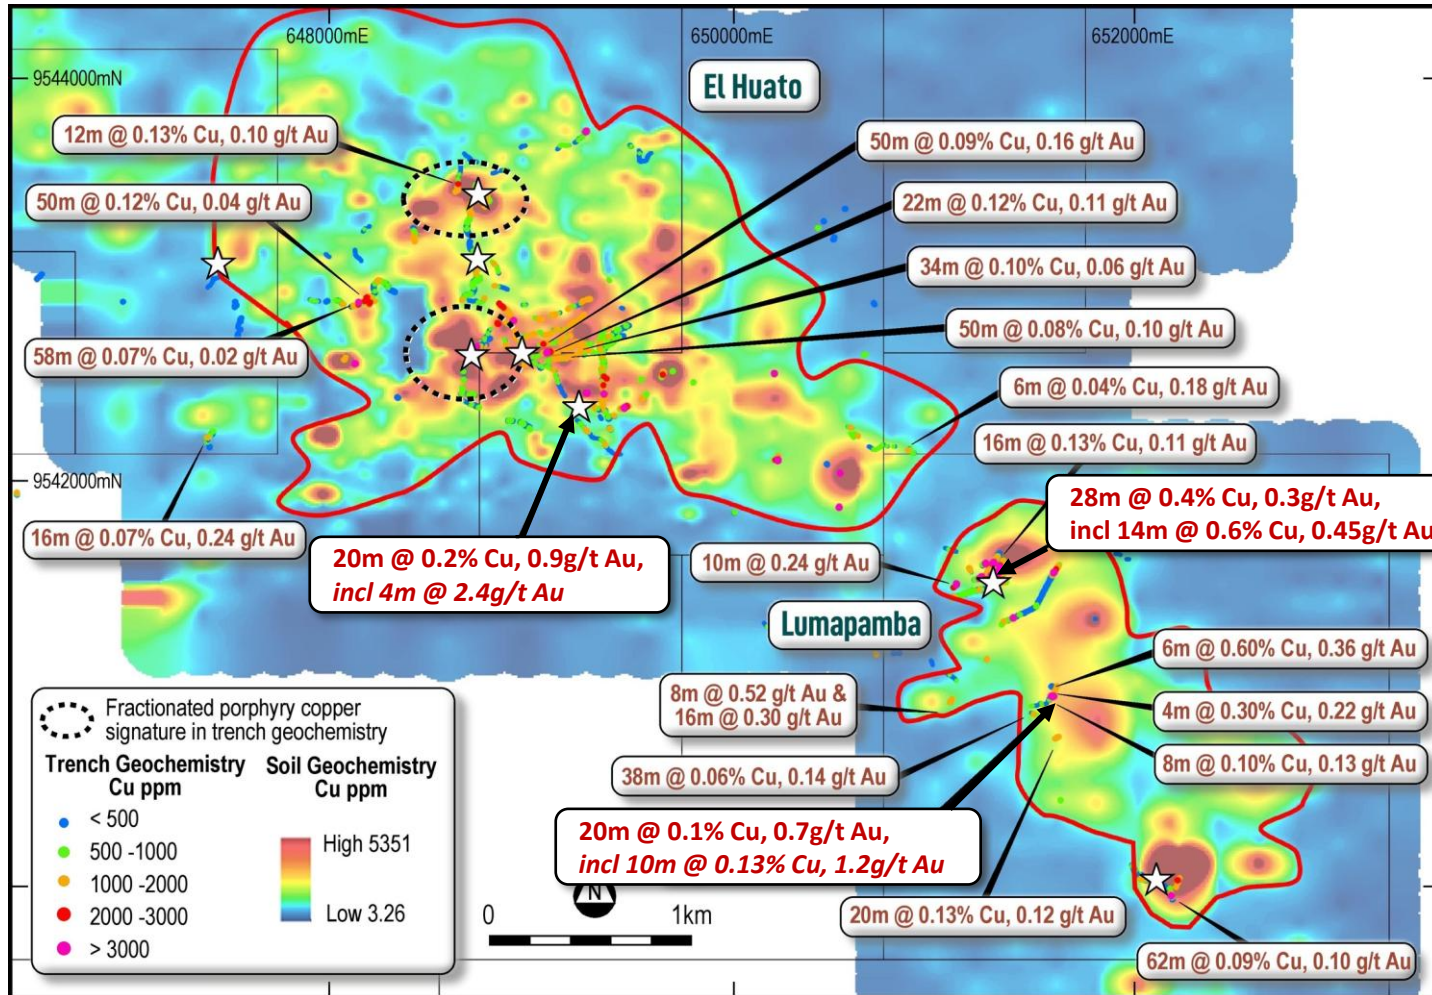 648000mE
650000mE
652000mE
9544000mN
El Huato
12m @ 0.13% Cu, 0.10 g/t Au
50m @ 0.09% Cu, 0.16 g/t Au
50m @ 0.12% Cu, 0.04 g/t Au
22m @ 0.12% Cu, 0.11 g/t Au
34m @ 0.10% Cu, 0.06 g/t Au
50m @ 0.08% Cu, 0.10 g/t Au
58m @ 0.07% Cu, 0.02 g/t Au
6m @ 0.04% Cu, 0.18 g/t Au
16m @ 0.13% Cu, 0.11 g/t Au
9542000mN
28m @ 0.4% Cu, 0.3g/t Au,
incl 14m @ 0.6% Cu, 0.45g/t Au
16m @ 0.07% Cu, 0.24 g/t Au
20m @ 0.2% Cu, 0.9g/t Au,
incl 4m @ 2.4g/t Au
10m @ 0.24 g/t Au
Lumapamba
6m @ 0.60% Cu, 0.36 g/t Au
8m @ 0.52 g/t Au &
16m @ 0.30 g/t Au
4m @ 0.30% Cu, 0.22 g/t Au
8m @ 0.10% Cu, 0.13 g/t Au
38m @ 0.06% Cu, 0.14 g/t Au
20m @ 0.1% Cu, 0.7g/t Au,
incl 10m @ 0.13% Cu, 1.2g/t Au
20m @ 0.13% Cu, 0.12 g/t Au
62m @ 0.09% Cu, 0.10 g/t Au
Fractionated porphyry copper
signature in trench geochemistry
Trench Geochemistry
Cu ppm
< 500
500 -1000
1000 -2000
2000 -3000
> 3000
Soil Geochemistry
Cu ppm
High 5351
Low 3.26
N
0
1km